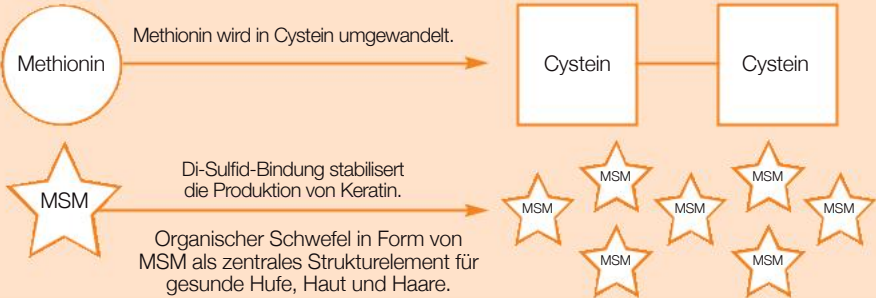 Methionin
Methionin wird in Cystein umgewandelt.
Cystein
Cystein
MSM
Di-Sulfid-Bindung stabilisert
die Produktion von Keratin.
Organischer Schwefel in Form von
MSM als zentrales Strukturelement für
gesunde Hufe, Haut und Haare.
MSM
MSM
MSM
MSM
MSM
MSM
MSM